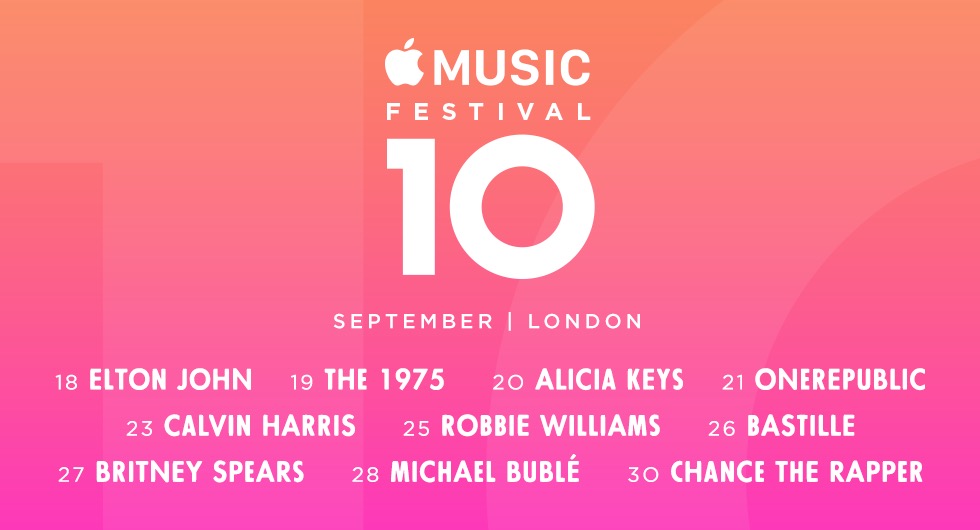 MUSIC
FESTIVAL
10
SEPTEMBER | LONDON
18 ELTON JOHN 19 THE 1975 20 ALICIA KEYS 21 ONEREPUBLIC
23 CALVIN HARRIS 25 ROBBIE WILLIAMS 26 BASTILLE
27 BRITNEY SPEARS 28 MICHAEL BUBLÉ 30 CHANCE THE RAPPER